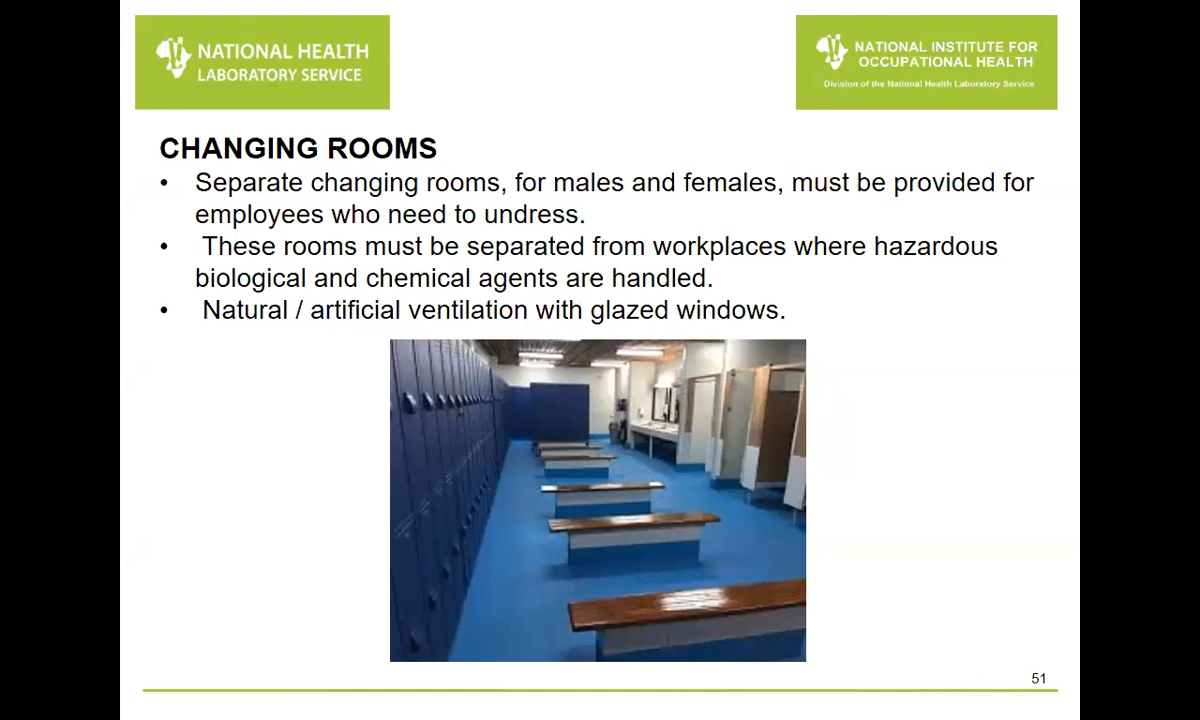 NATIONAL HEALTH
LABORATORY SERVICE
NATIONAL INSTITUTE FOR
OCCUPATIONAL HEALTH
Division of the National Health Laboratory Service
CHANGING ROOMS
• Separate changing rooms, for males and females, must be provided for
employees who need to undress.
• These rooms must be separated from workplaces where hazardous
biological and chemical agents are handled.
• Natural / artificial ventilation with glazed windows.
51